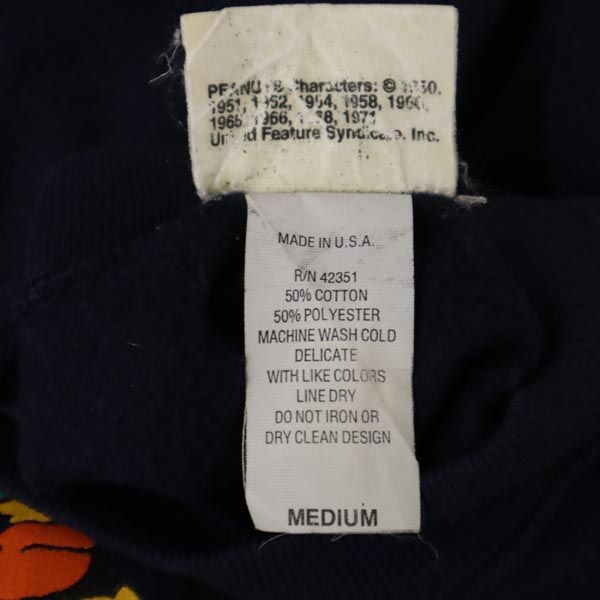 PEANUTS Characters: © 1950,
1951, 1952, 1954, 1958, 1960,
1965, 1966, 1968, 1971
United Feature Syndicate, Inc.
MADE IN U.S.A.
R/N 42351
50% COTTON
50% POLYESTER
MACHINE WASH COLD
DELICATE
WITH LIKE COLORS
LINE DRY
DO NOT IRON OR
DRY CLEAN DESIGN
MEDIUM